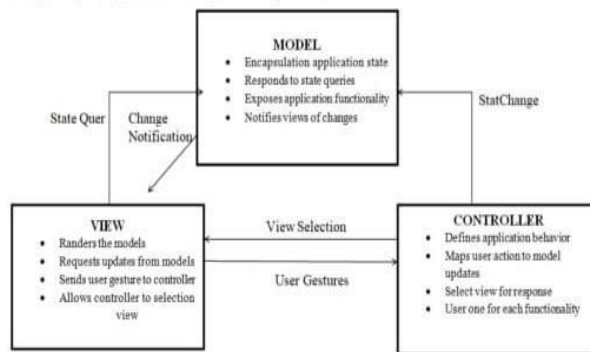 MODEL
• Encapsulation application state
• Responds to state queries
• Exposes application functionality
• Notifies views of changes
State Quer
Change
Notification
StatChange
VIEW
• Randers the models
• Requests updates from models
• Sends user gesture to controller
• Allows controller to selection
view
View Selection
User Gestures
CONTROLLER
• Defines application behavior
• Maps user action to model
updates
• Select view for response
• User one for each functionality